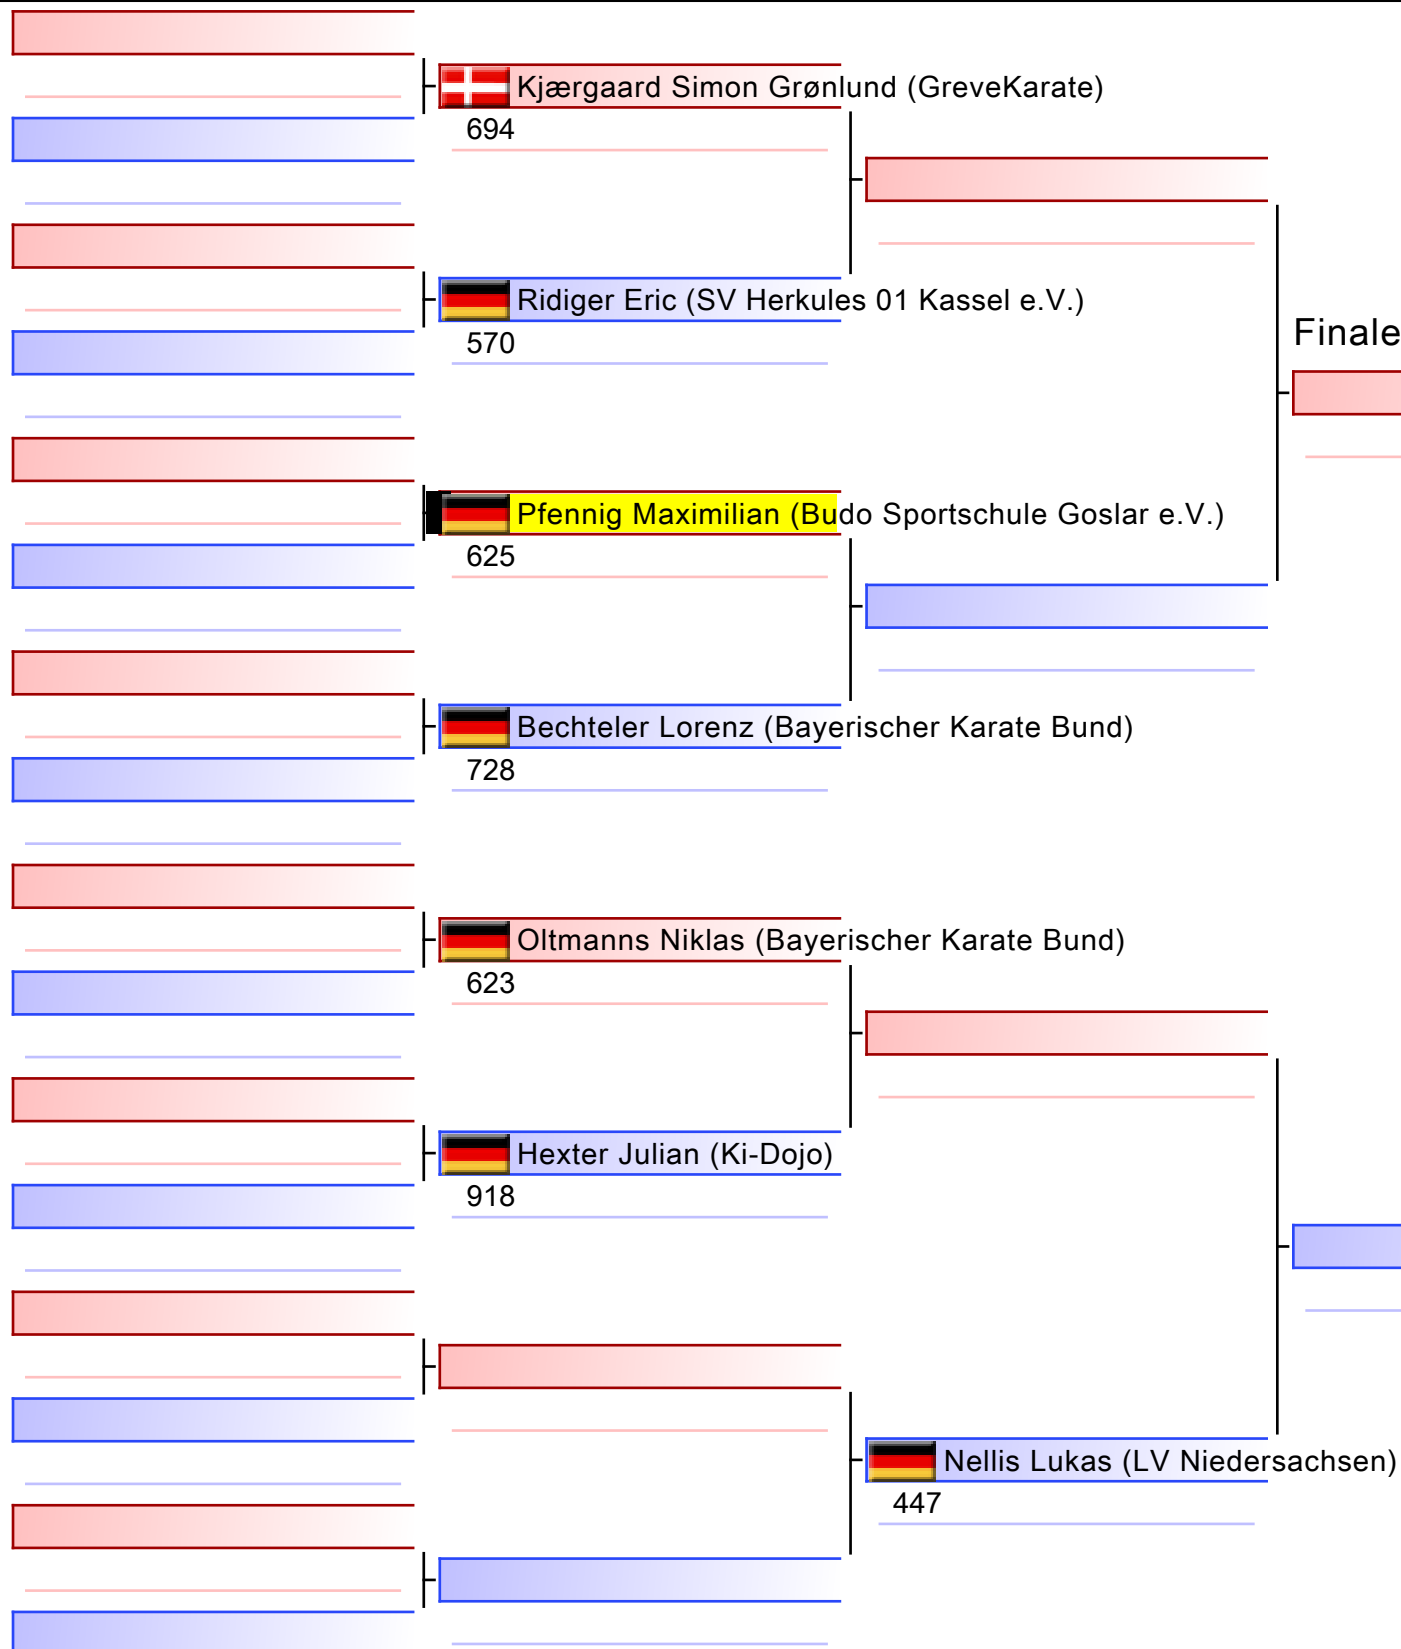 Kjærgaard Simon Grønlund (GreveKarate)
694
Ridiger Eric (SV Herkules 01 Kassel e.V.)
570
Finale
Pfennig Maximilian (Budo Sportschule Goslar e.V.)
625
Bechteler Lorenz (Bayerischer Karate Bund)
728
Oltmanns Niklas (Bayerischer Karate Bund)
623
Hexter Julian (Ki-Dojo)
918
Nellis Lukas (LV Niedersachsen)
447